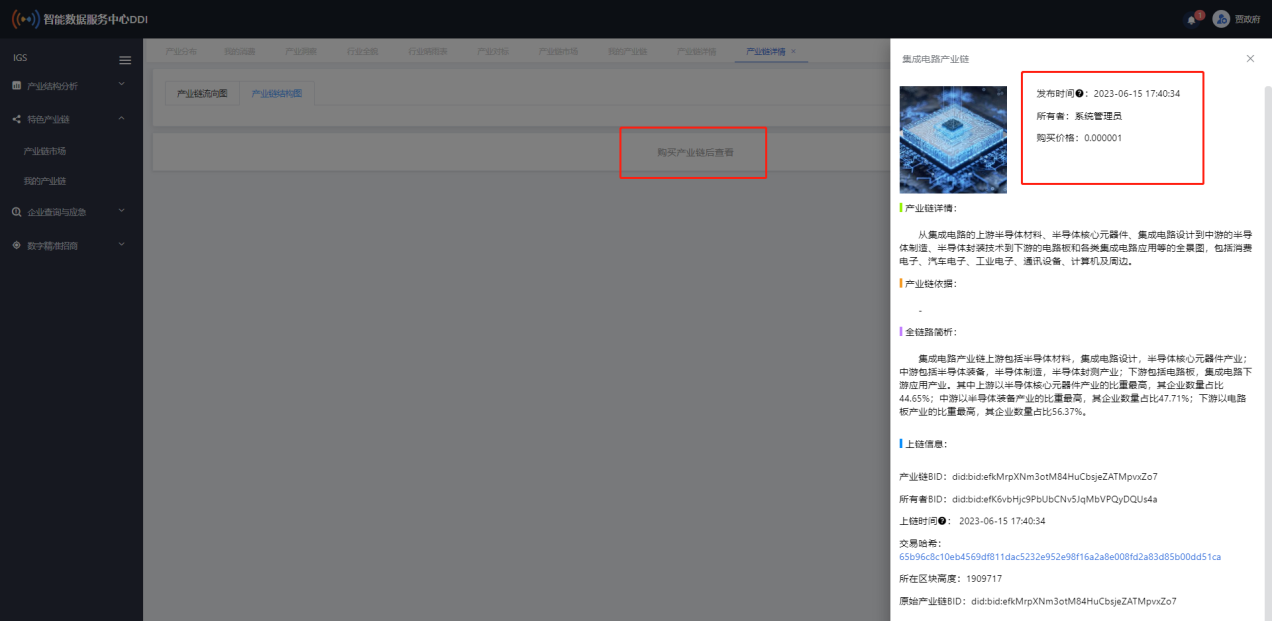 智能数据服务中心DDI
1
贾政府
IGS
产业结构分析
特色产业链
产业链市场
我的产业链
企业查询与应急
数字精准招商
产业分布
产业洞察
行业全貌
产业对标
产业链市场
我的产业链
产业链详情
产业链详情 ×
产业链流向图
产业链结构图
购买产业链后查看
集成电路产业链
发布时间?：2023-06-15 17:40:34
所有者：系统管理员
购买价格：0.000001
产业链详情：
从集成电路的上游半导体材料、半导体核心元器件、集成电路设计到中游的半导
体制造、半导体封装技术到下游的电路板和各类集成电路应用等的全景图，包括消费
电子、汽车电子、工业电子、通讯设备、计算机及周边。
产业链依据：
-
全链路简析：
集成电路产业链上游包括半导体材料，集成电路设计，半导体核心元器件产业；
中游包括半导体装备，半导体制造，半导体封测产业；下游包括电路板，集成电路下
游应用产业。其中上游以半导体核心元器件产业的比重最高，其企业数量占比
44.65%；中游以半导体装备产业的比重最高，其企业数量占比47.71%；下游以电路
板产业的比重最高，其企业数量占比56.37%。
上链信息：
产业链BID：did:bid:efkMrpXNm3otM84HuCbsjeZATMpvxZo7
所有者BID：did:bid:efK6vbHjc9PbUbCNv5JqMbVPQyDQUs4a
上链时间?： 2023-06-15 17:40:34
交易哈希：
65b96c8c10eb4569df811dac5232e952e98f16a2a8e008fd2a83d85b00dd51ca
所在区块高度：1909717
原始产业链BID：did:bid:efkMrpXNm3otM84HuCbsjeZATMpvxZo7